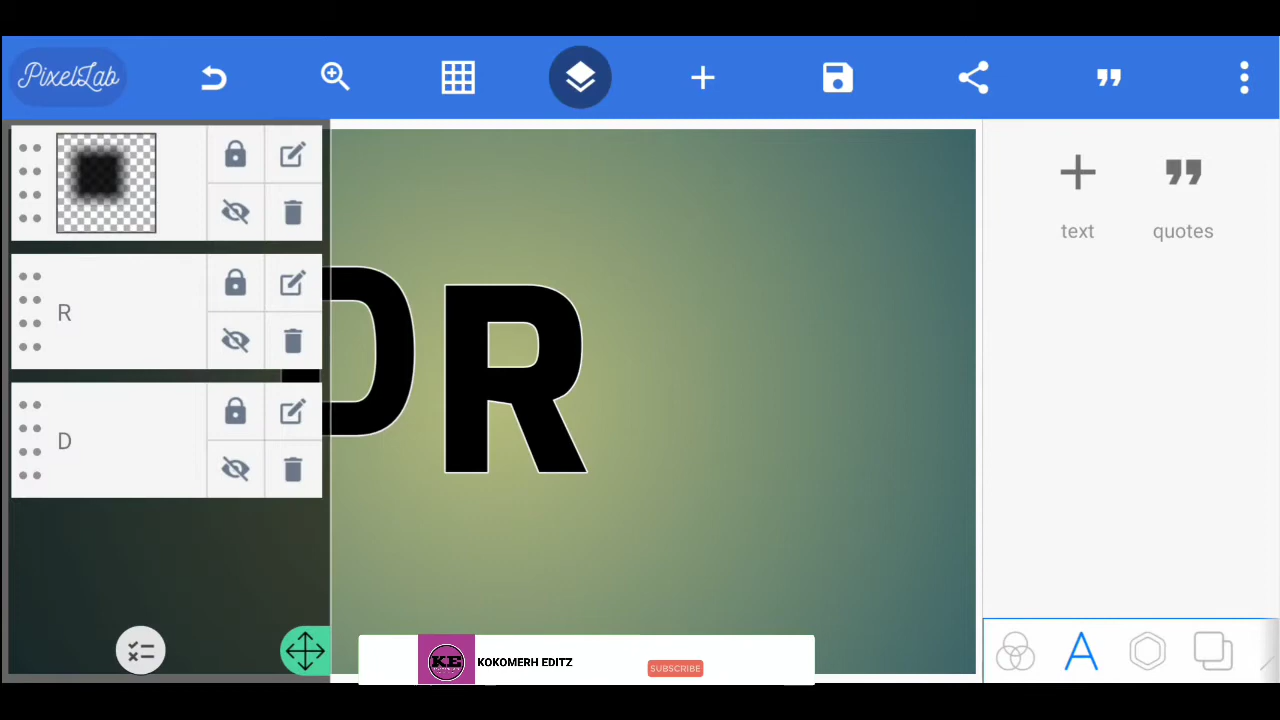 PixelLab
text
quotes
R
D
DR
KE
KOKOMERH EDITZ
SUBSCRIBE